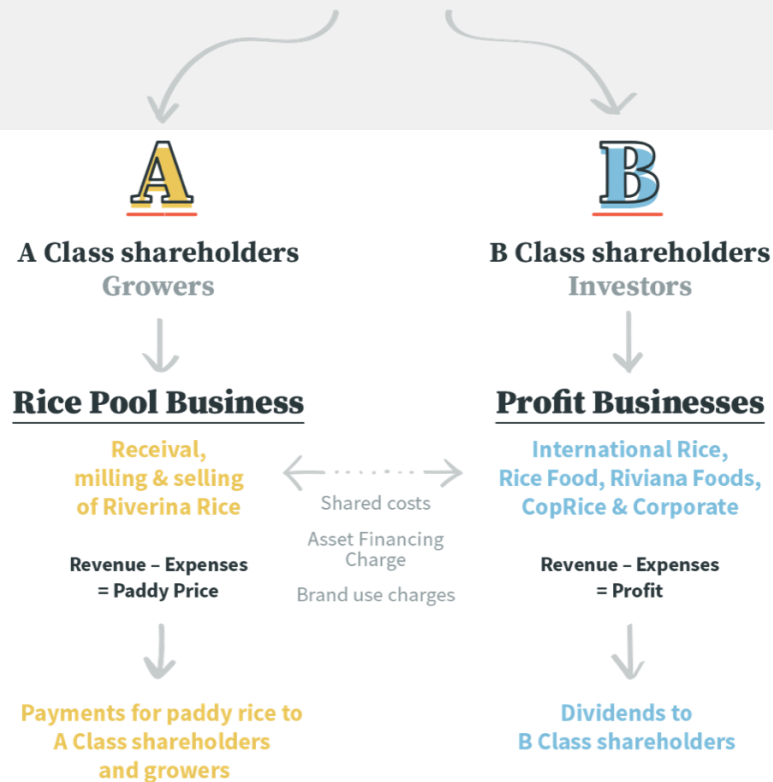 A
A Class shareholders
Growers
Rice Pool Business
Receival,
milling & selling
of Riverina Rice
Revenue – Expenses
= Paddy Price
Payments for paddy rice to
A Class shareholders
and growers
Shared costs
Asset Financing
Charge
Brand use charges
B
B Class shareholders
Investors
Profit Businesses
International Rice,
Rice Food, Riviana Foods,
CopRice & Corporate
Revenue – Expenses
= Profit
Dividends to
B Class shareholders